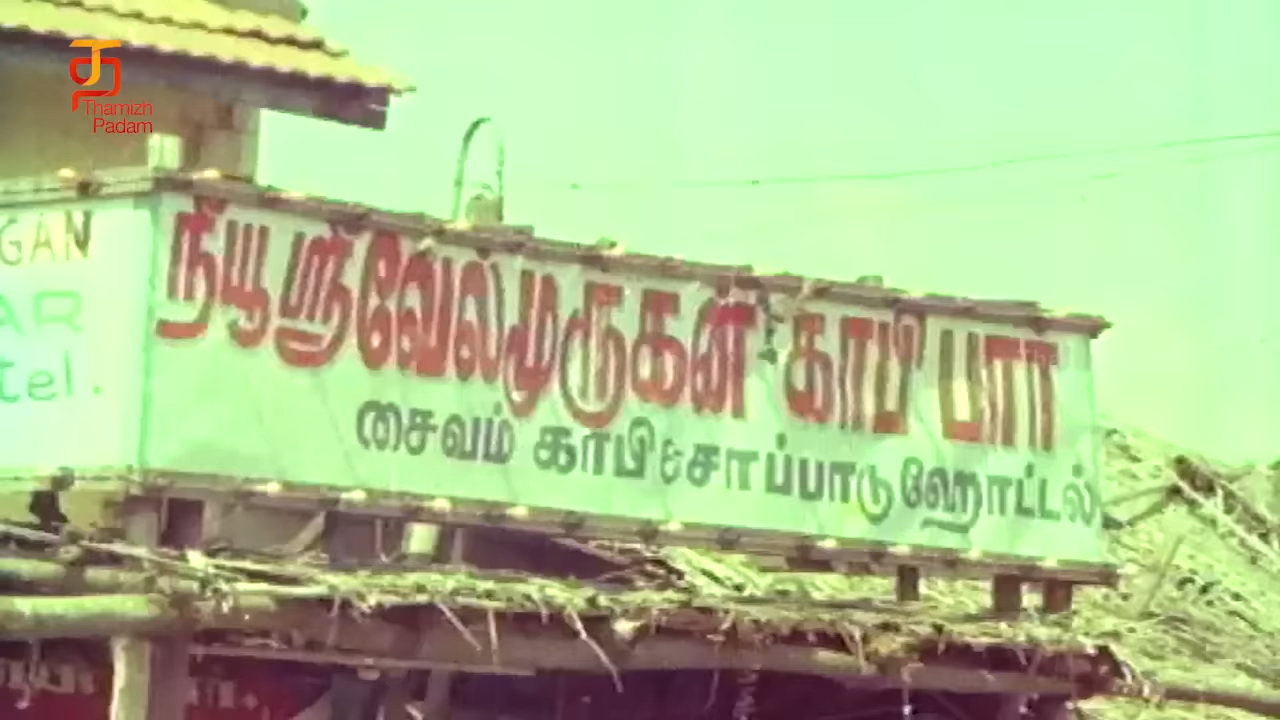 Thamizh
Padam
GAN
AR
tel.
நியூ ஸ்ரீவேல்முருகன் காபி பார்
சைவம் காபி & சாப்பாடு ஹோட்டல்